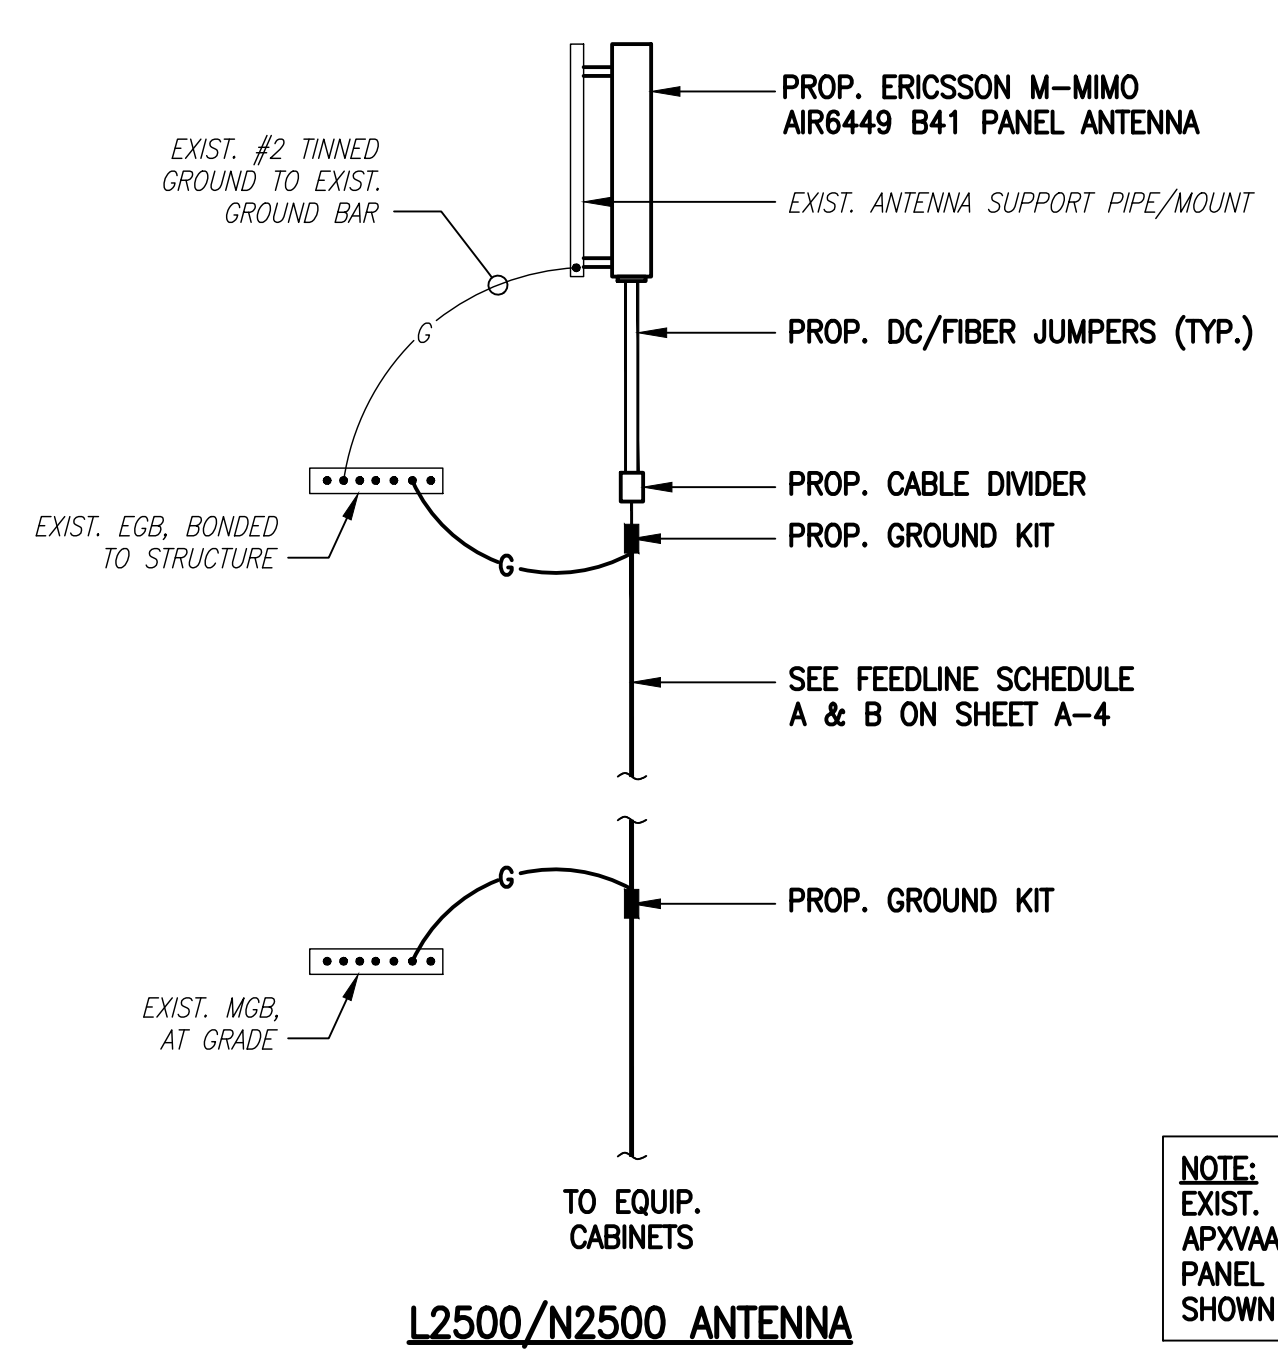 PROP. ERICSSON M-MIMO
AIR6449 B41 PANEL ANTENNA
EXIST. #2 TINNED
GROUND TO EXIST.
GROUND BAR
EXIST. ANTENNA SUPPORT PIPE/MOUNT
G
PROP. DC/FIBER JUMPERS (TYP.)
PROP. CABLE DIVIDER
EXIST. EGB, BONDED
TO STRUCTURE
PROP. GROUND KIT
G
SEE FEEDLINE SCHEDULE
A & B ON SHEET A-4
G
PROP. GROUND KIT
EXIST. MGB,
AT GRADE
TO EQUIP.
CABINETS
NOTE:
EXIST.
APXVAA
PANEL
SHOWN
L2500/N2500 ANTENNA